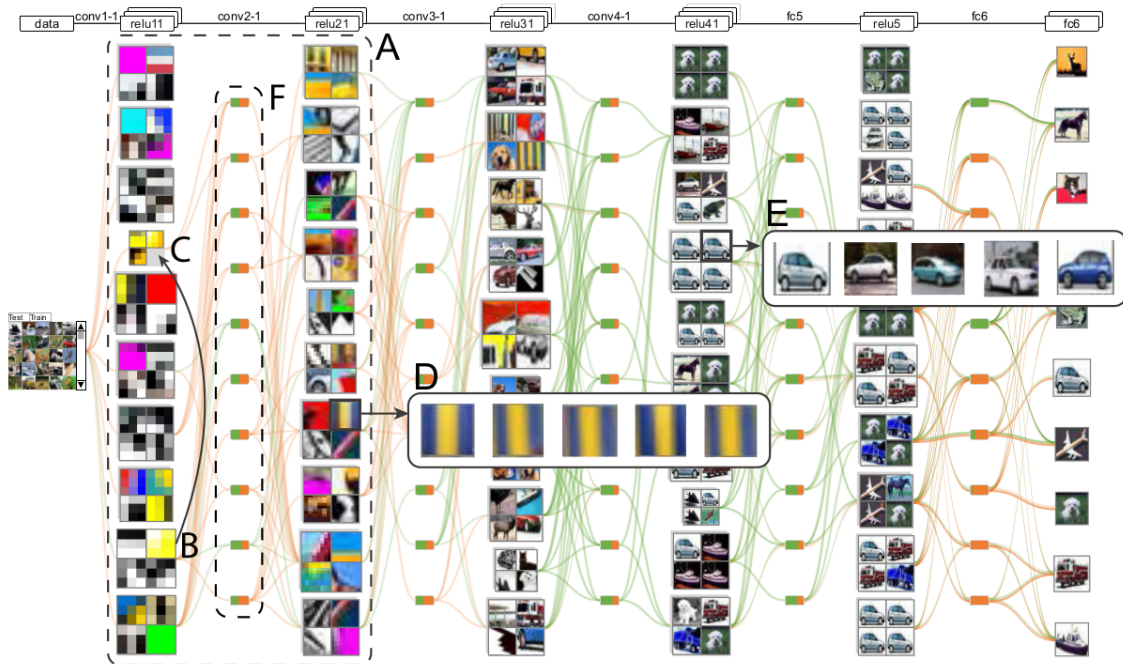 data conv1-1 relu11 conv2-1 relu21 conv3-1 relu31 conv4-1 relu41 fc5 relu5 fc6 fc6
A
F
C
E
Test Train
D
B